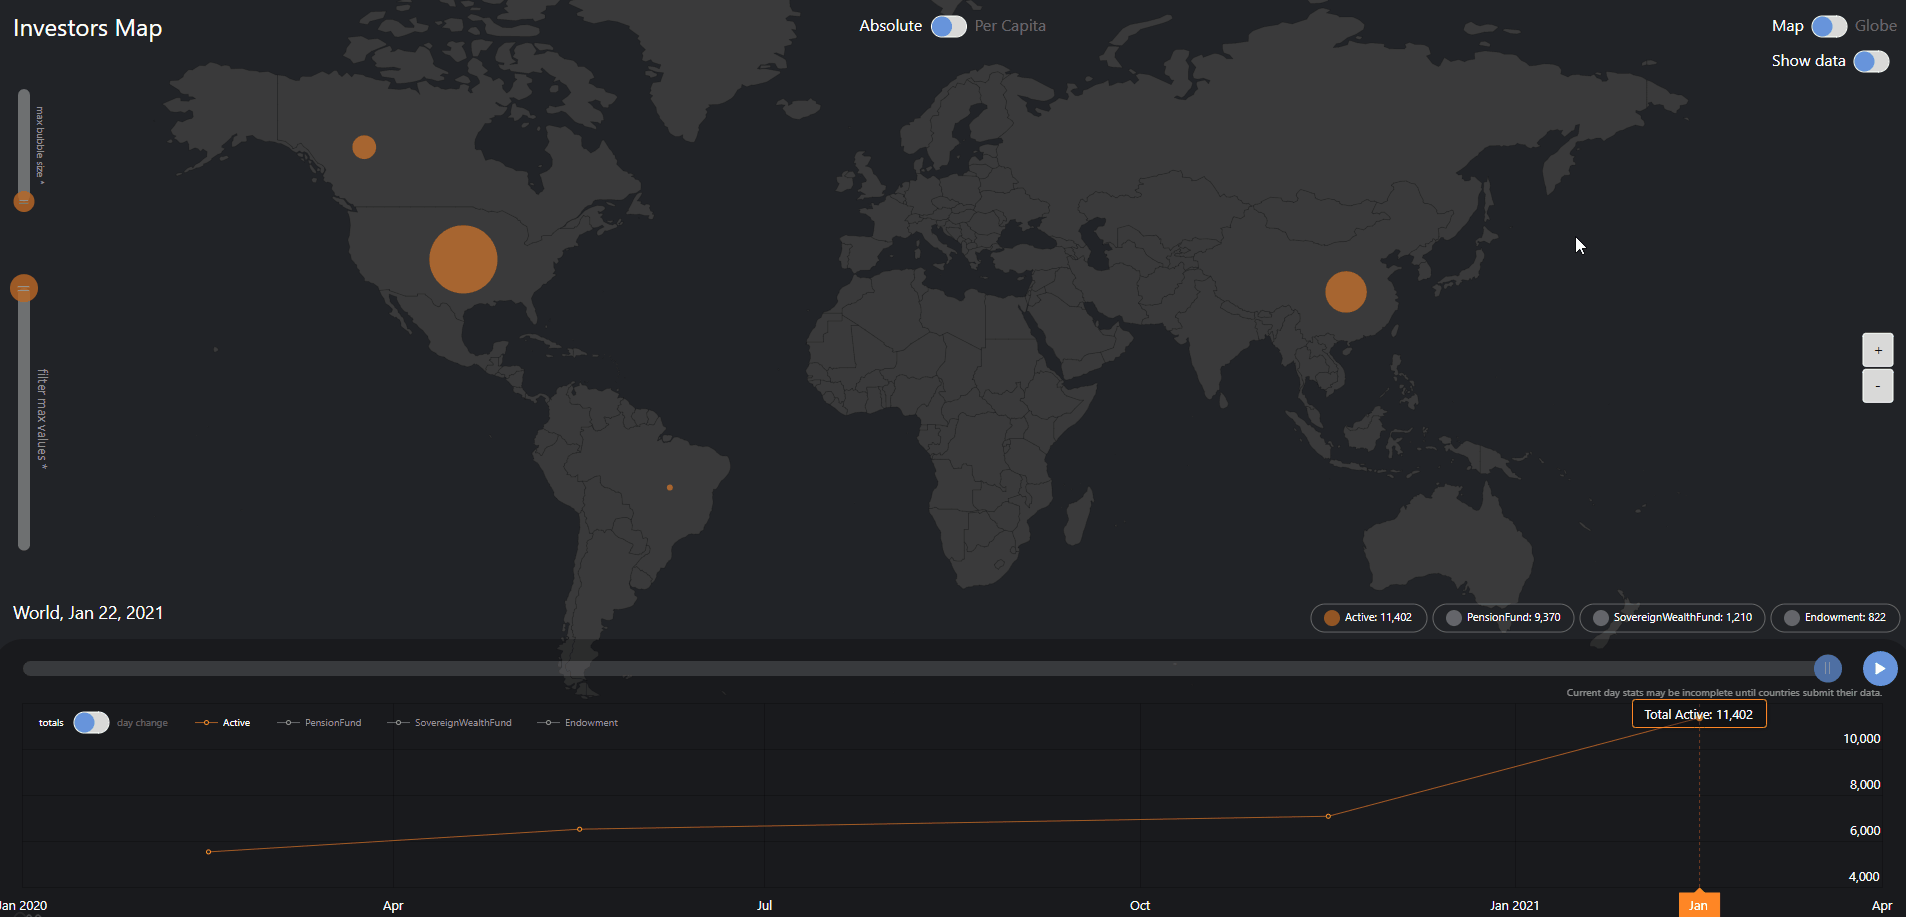 Investors Map
Absolute Per Capita
Map Globe
Show data
max bubble size *
filter max values *
+
-
World, Jan 22, 2021
Active: 11,402 PensionFund: 9,370 SovereignWealthFund: 1,210 Endowment: 822
Current day stats may be incomplete until countries submit their data.
totals day change Active PensionFund SovereignWealthFund Endowment
Total Active: 11,402
10,000
8,000
6,000
4,000
Jan 2020 Apr Jul Oct Jan 2021 Jan Apr